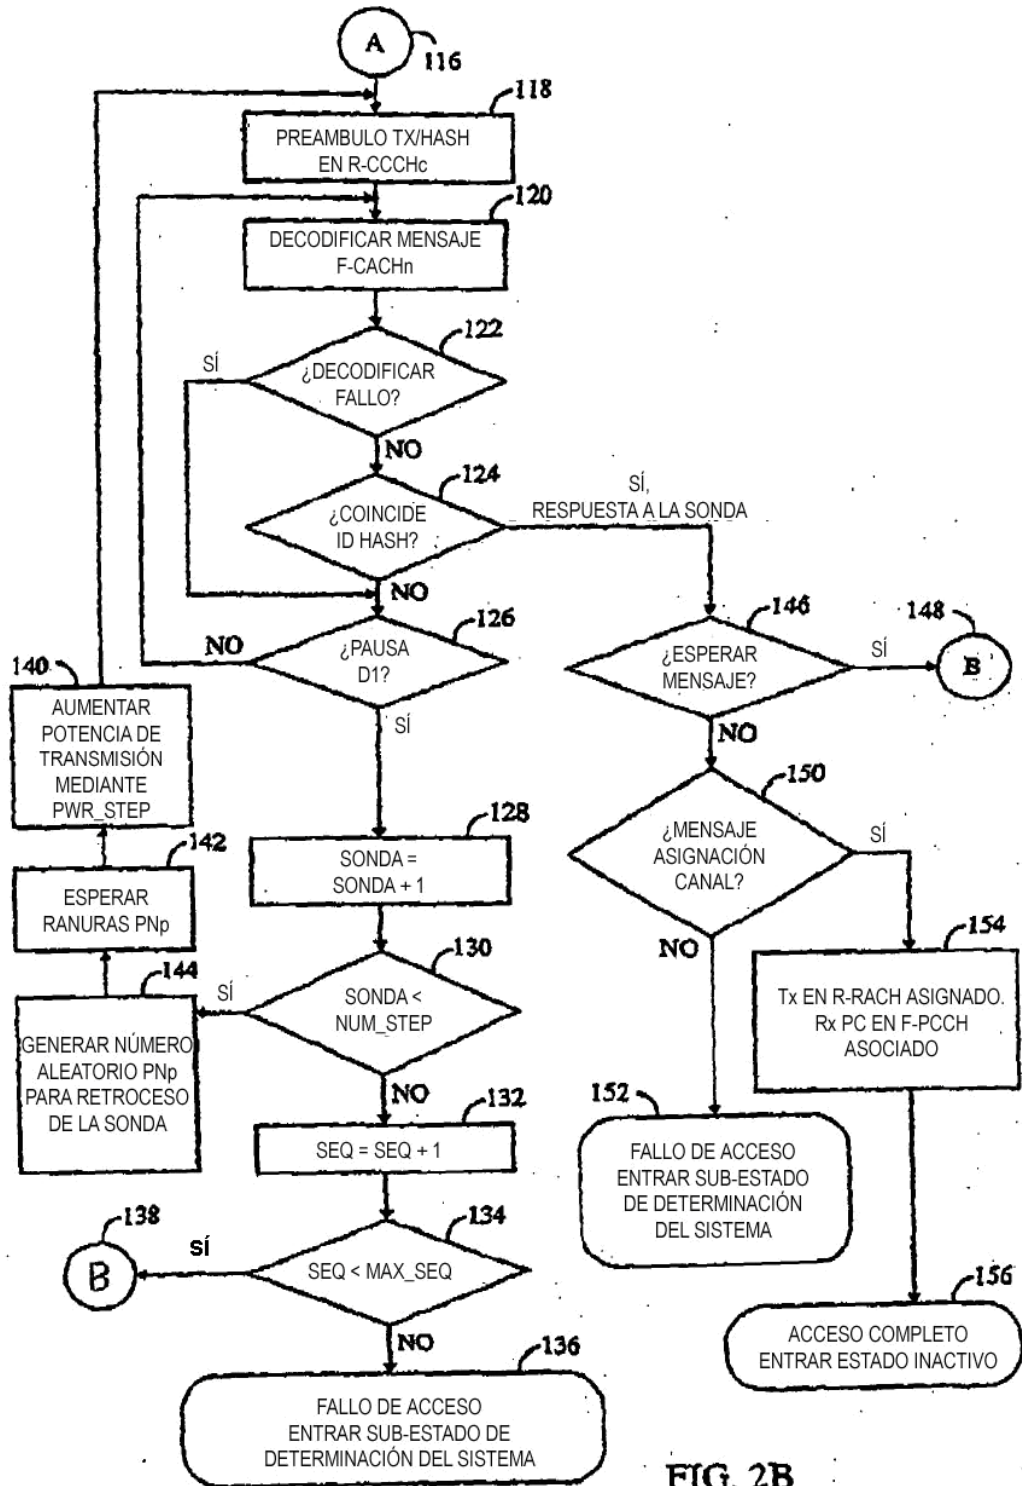 A
116
118
PREAMBULO TX/HASH
EN R-CCCHc
120
DECODIFICAR MENSAJE
F-CACHn
122
SÍ
¿DECODIFICAR
FALLO?
NO
124
¿COINCIDE
ID HASH?
SÍ,
RESPUESTA A LA SONDA
NO
126
NO
¿PAUSA
D1?
SÍ
146
¿ESPERAR
MENSAJE?
SÍ
148
B
NO
140
AUMENTAR
POTENCIA DE
TRANSMISIÓN
MEDIANTE
PWR_STEP
150
¿MENSAJE
ASIGNACIÓN
CANAL?
SÍ
NO
128
SONDA =
SONDA + 1
142
ESPERAR
RANURAS PNp
130
SÍ
SONDA <
NUM_STEP
NO
144
GENERAR NÚMERO
ALEATORIO PNp
PARA RETROCESO
DE LA SONDA
154
Tx EN R-RACH ASIGNADO.
Rx PC EN F-PCCH
ASOCIADO
132
SEQ = SEQ + 1
152
FALLO DE ACCESO
ENTRAR SUB-ESTADO
DE DETERMINACIÓN
DEL SISTEMA
134
SEQ < MAX_SEQ
SÍ
138
B
NO
156
ACCESO COMPLETO
ENTRAR ESTADO INACTIVO
136
FALLO DE ACCESO
ENTRAR SUB-ESTADO DE
DETERMINACIÓN DEL SISTEMA
FIG. 2B